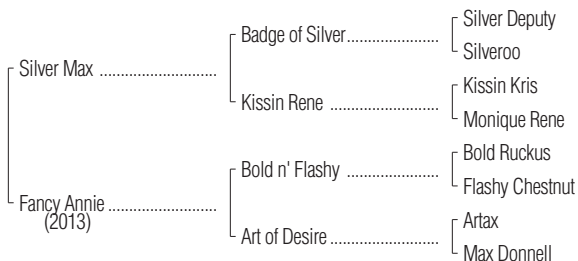 Silver Deputy
Badge of Silver....................
Silveroo
Silver Max ..........................
Kissin Kris
Kissin Rene ........................
Monique Rene
Bold Ruckus
Bold n' Flashy ....................
Flashy Chestnut
Fancy Annie ........................
(2013)
Artax
Art of Desire........................
Max Donnell